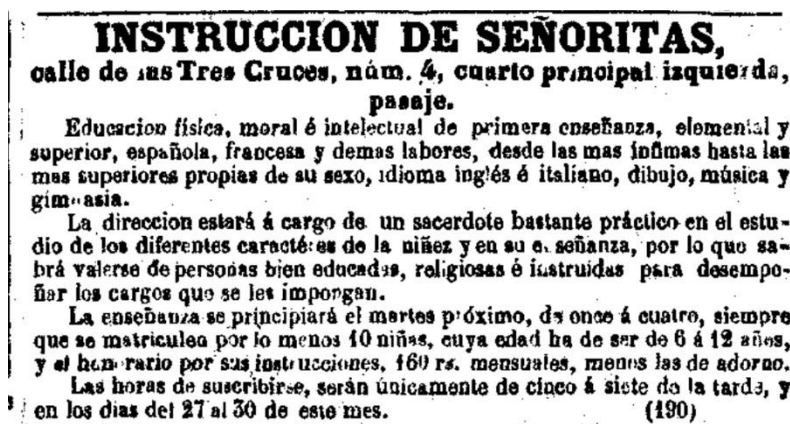 INSTRUCCION DE SEÑORITAS,
calle de las Tres Cruces, núm. 4, cuarto principal izquierda,
pasaje.
Educacion física, moral é intelectual de primera enseñanza, elemental y
superior, española, francesa y demas labores, desde las mas ínfimas hasta las
mas superiores propias de su sexo, idioma inglés é italiano, dibujo, música y
gimnasia.
La direccion estará á cargo de un sacerdote bastante práctico en el estu-
dio de los diferentes caractéres de la niñez y en su enseñanza, por lo que sa-
brá valerse de personas bien educadas, religiosas é instruidas para desempe-
ñar los cargos que se les impongan.
La enseñanza se principiará el martes próximo, de once á cuatro, siempre
que se matriculen por lo menos 10 niñas, cuya edad ha de ser de 6 á 12 años,
y el honorario por sus instrucciones, 160 rs. mensuales, menos las de adorno.
Las horas de suscribirse, serán únicamente de cinco á siete de la tarde, y
en los dias del 27 al 30 de este mes. (190)